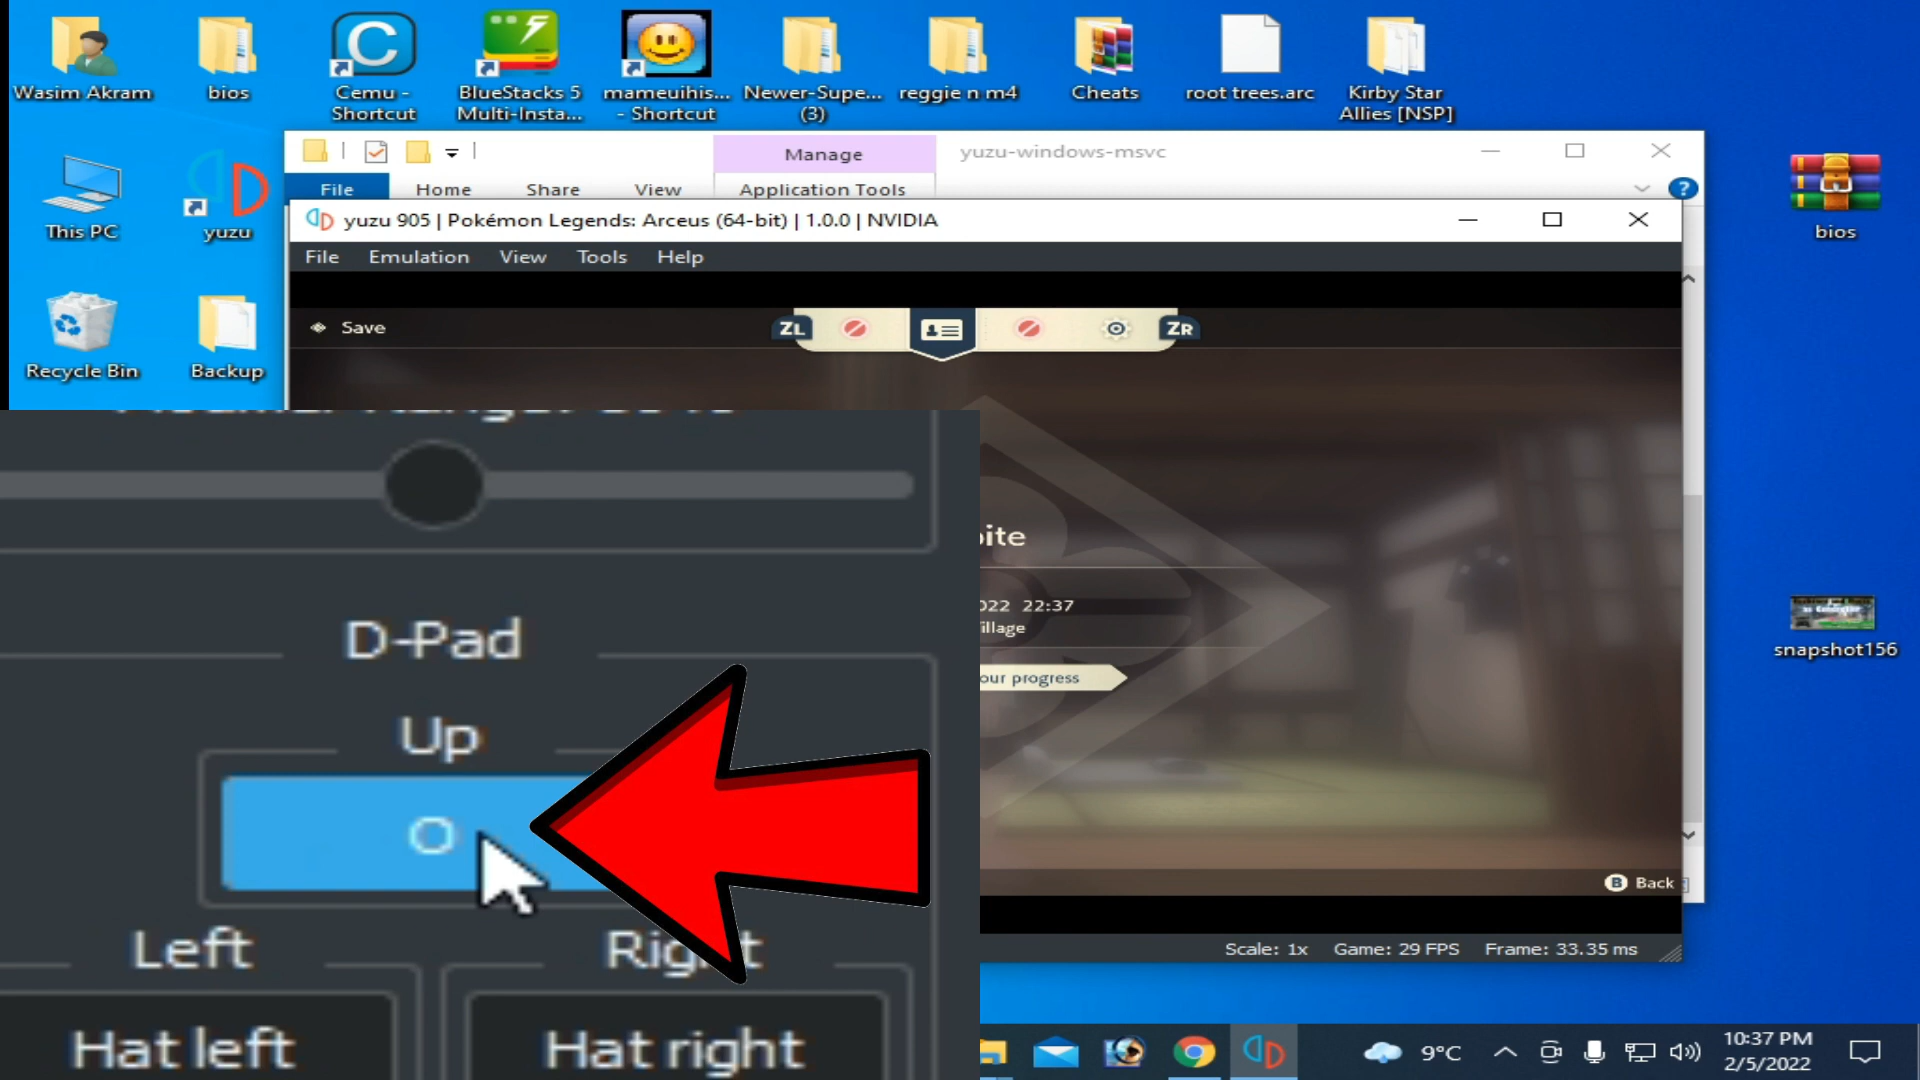 Wasim Akram
bios
Cemu -
Shortcut
BlueStacks 5
Multi-Insta...
mameuihis...
- Shortcut
Newer-Supe...
(3)
reggie n m4
Cheats
root trees.arc
Kirby Star
Allies [NSP]
This PC
yuzu
Recycle Bin
Backup
bios
snapshot156
Manage
yuzu-windows-msvc
File
Home
Share
View
Application Tools
?
yuzu 905 | Pokémon Legends: Arceus (64-bit) | 1.0.0 | NVIDIA
File Emulation View Tools Help
Save
ZL
ZR
ite
022 22:37
illage
our progress
B Back
Scale: 1x Game: 29 FPS Frame: 33.35 ms
D-Pad
Up
O
Left
Hat left
Hat right
9°C
10:37 PM
2/5/2022